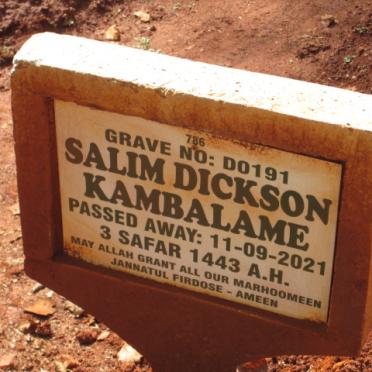 786
GRAVE NO: D0191
SALIM DICKSON
KAMBALAME
PASSED AWAY: 11-09-2021
3 SAFAR 1443 A.H.
MAY ALLAH GRANT ALL OUR MARHOOMEEN
JANNATUL FIRDOSE - AMEEN